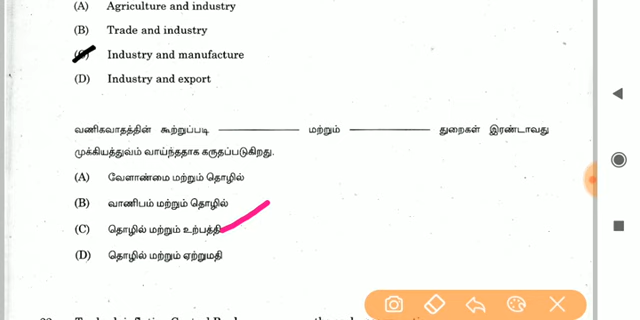 (A) Agriculture and industry
(B) Trade and industry
(C) Industry and manufacture
(D) Industry and export
வணிகவாதத்தின் கூற்றுப்படி ——— மற்றும் ——— துறைகள் இரண்டாவது
முக்கியத்துவம் வாய்ந்ததாக கருதப்படுகிறது.
(A) வேளாண்மை மற்றும் தொழில்
(B) வாணிபம் மற்றும் தொழில்
(C) தொழில் மற்றும் உற்பத்தி
(D) தொழில் மற்றும் ஏற்றுமதி